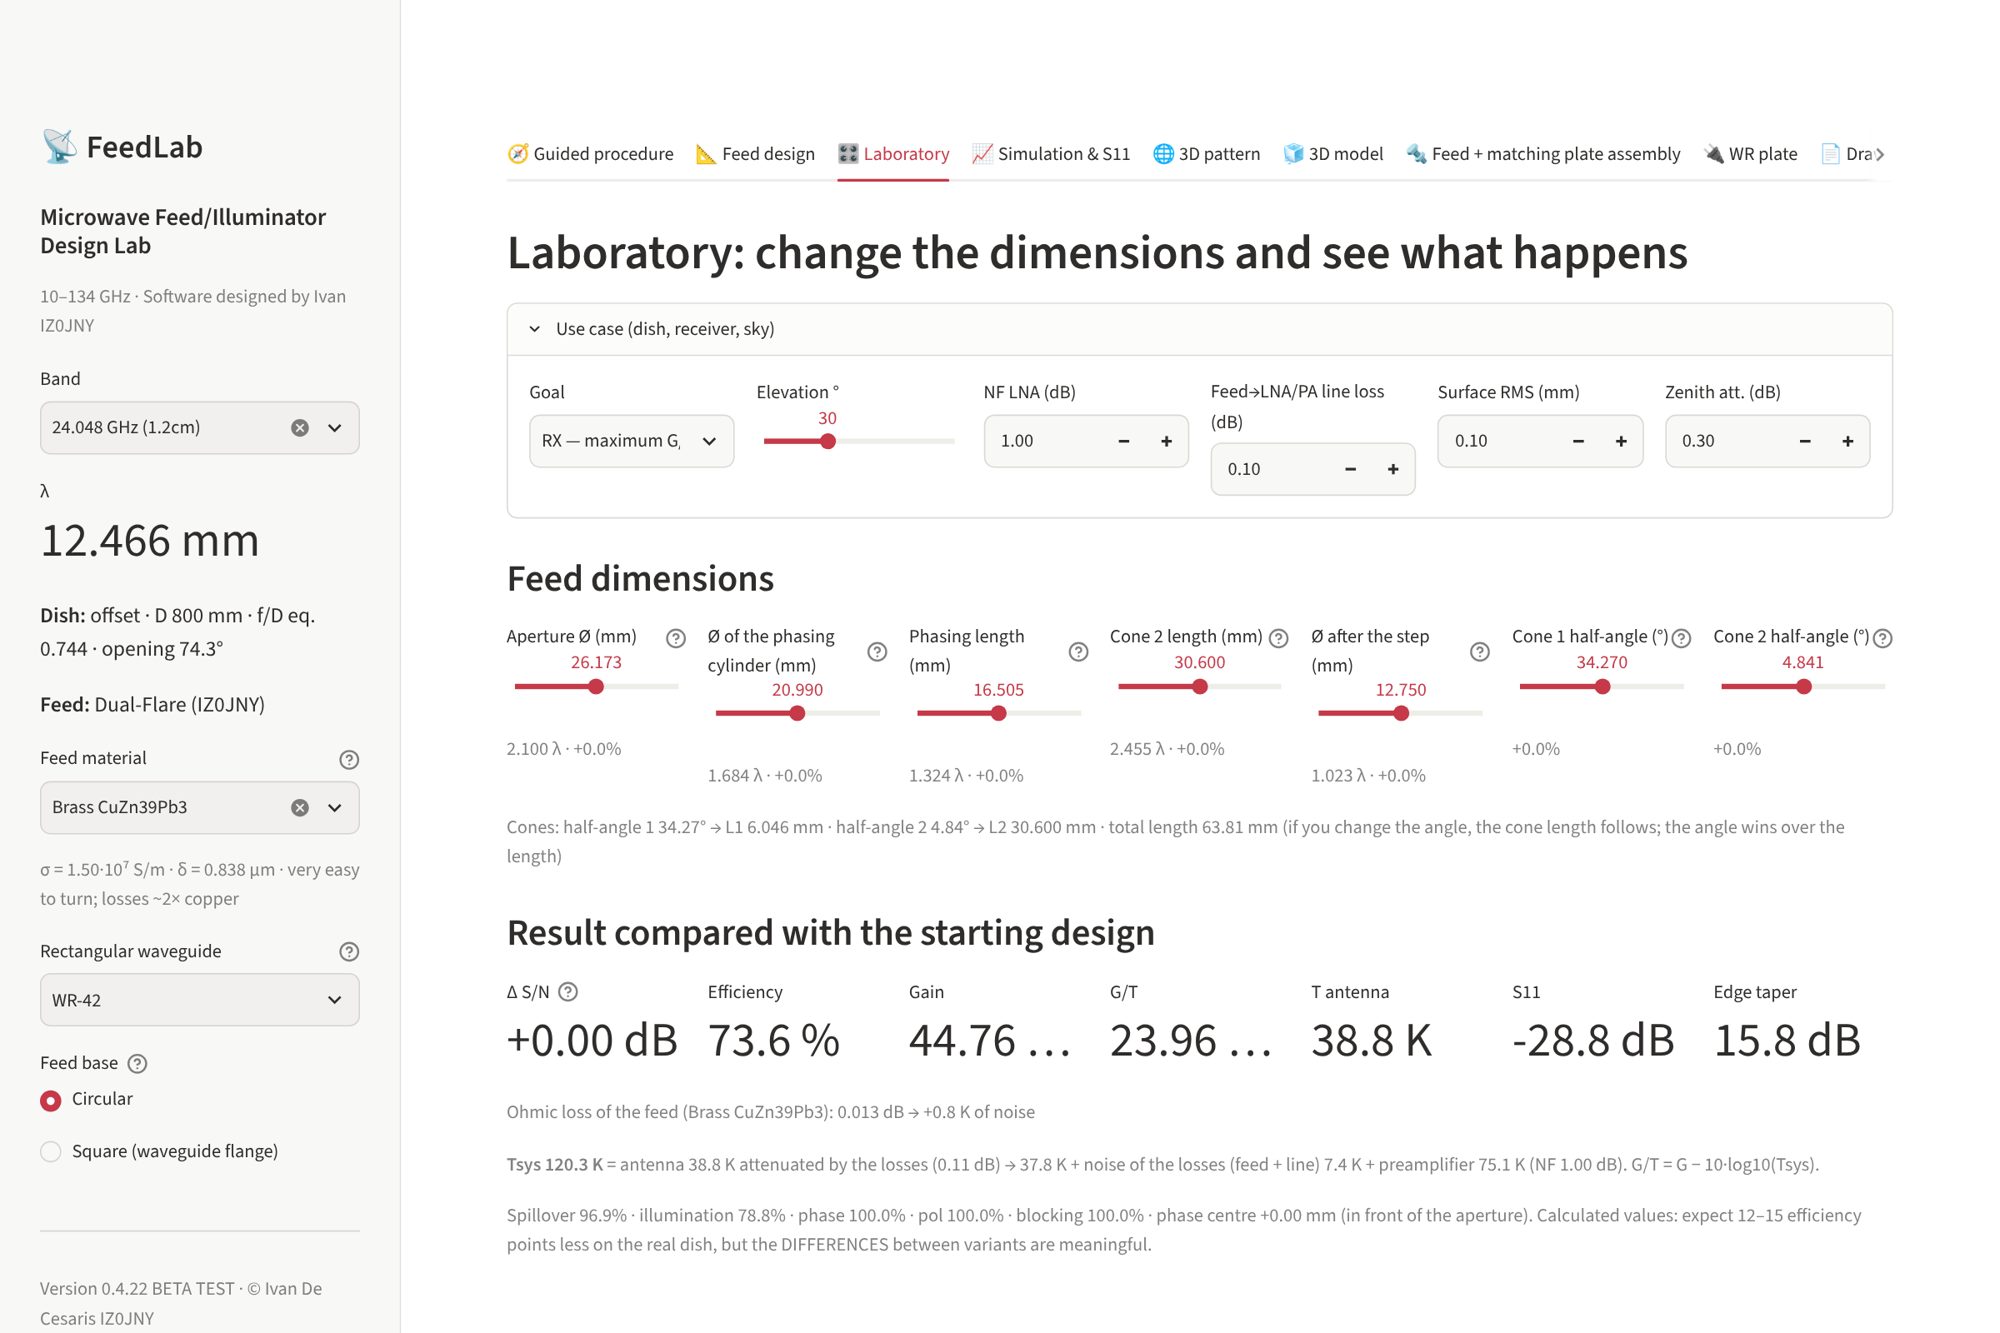 FeedLab
Microwave Feed/Illuminator
Design Lab
10–134 GHz · Software designed by Ivan
IZ0JNY
Band
24.048 GHz (1.2cm)
λ
12.466 mm
Dish: offset · D 800 mm · f/D eq.
0.744 · opening 74.3°
Feed: Dual-Flare (IZ0JNY)
Feed material
Brass CuZn39Pb3
σ = 1.50·10⁷ S/m · δ = 0.838 µm · very easy
to turn; losses ~2× copper
Rectangular waveguide
WR-42
Feed base
Circular
Square (waveguide flange)
Version 0.4.22 BETA TEST · © Ivan De
Cesaris IZ0JNY
Guided procedure Feed design Laboratory Simulation & S11 3D pattern 3D model Feed + matching plate assembly WR plate Dra
Laboratory: change the dimensions and see what happens
Use case (dish, receiver, sky)
Goal
RX — maximum G,
Elevation °
30
NF LNA (dB)
1.00
Feed→LNA/PA line loss
(dB)
0.10
Surface RMS (mm)
0.10
Zenith att. (dB)
0.30
Feed dimensions
Aperture Ø (mm)
26.173
2.100 λ · +0.0%
Ø of the phasing
cylinder (mm)
20.990
1.684 λ · +0.0%
Phasing length
(mm)
16.505
1.324 λ · +0.0%
Cone 2 length (mm)
30.600
2.455 λ · +0.0%
Ø after the step
(mm)
12.750
1.023 λ · +0.0%
Cone 1 half-angle (°)
34.270
+0.0%
Cone 2 half-angle (°)
4.841
+0.0%
Cones: half-angle 1 34.27° → L1 6.046 mm · half-angle 2 4.84° → L2 30.600 mm · total length 63.81 mm (if you change the angle, the cone length follows; the angle wins over the
length)
Result compared with the starting design
Δ S/N
+0.00 dB
Efficiency
73.6 %
Gain
44.76 …
G/T
23.96 …
T antenna
38.8 K
S11
-28.8 dB
Edge taper
15.8 dB
Ohmic loss of the feed (Brass CuZn39Pb3): 0.013 dB → +0.8 K of noise
Tsys 120.3 K = antenna 38.8 K attenuated by the losses (0.11 dB) → 37.8 K + noise of the losses (feed + line) 7.4 K + preamplifier 75.1 K (NF 1.00 dB). G/T = G − 10·log10(Tsys).
Spillover 96.9% · illumination 78.8% · phase 100.0% · pol 100.0% · blocking 100.0% · phase centre +0.00 mm (in front of the aperture). Calculated values: expect 12–15 efficiency
points less on the real dish, but the DIFFERENCES between variants are meaningful.